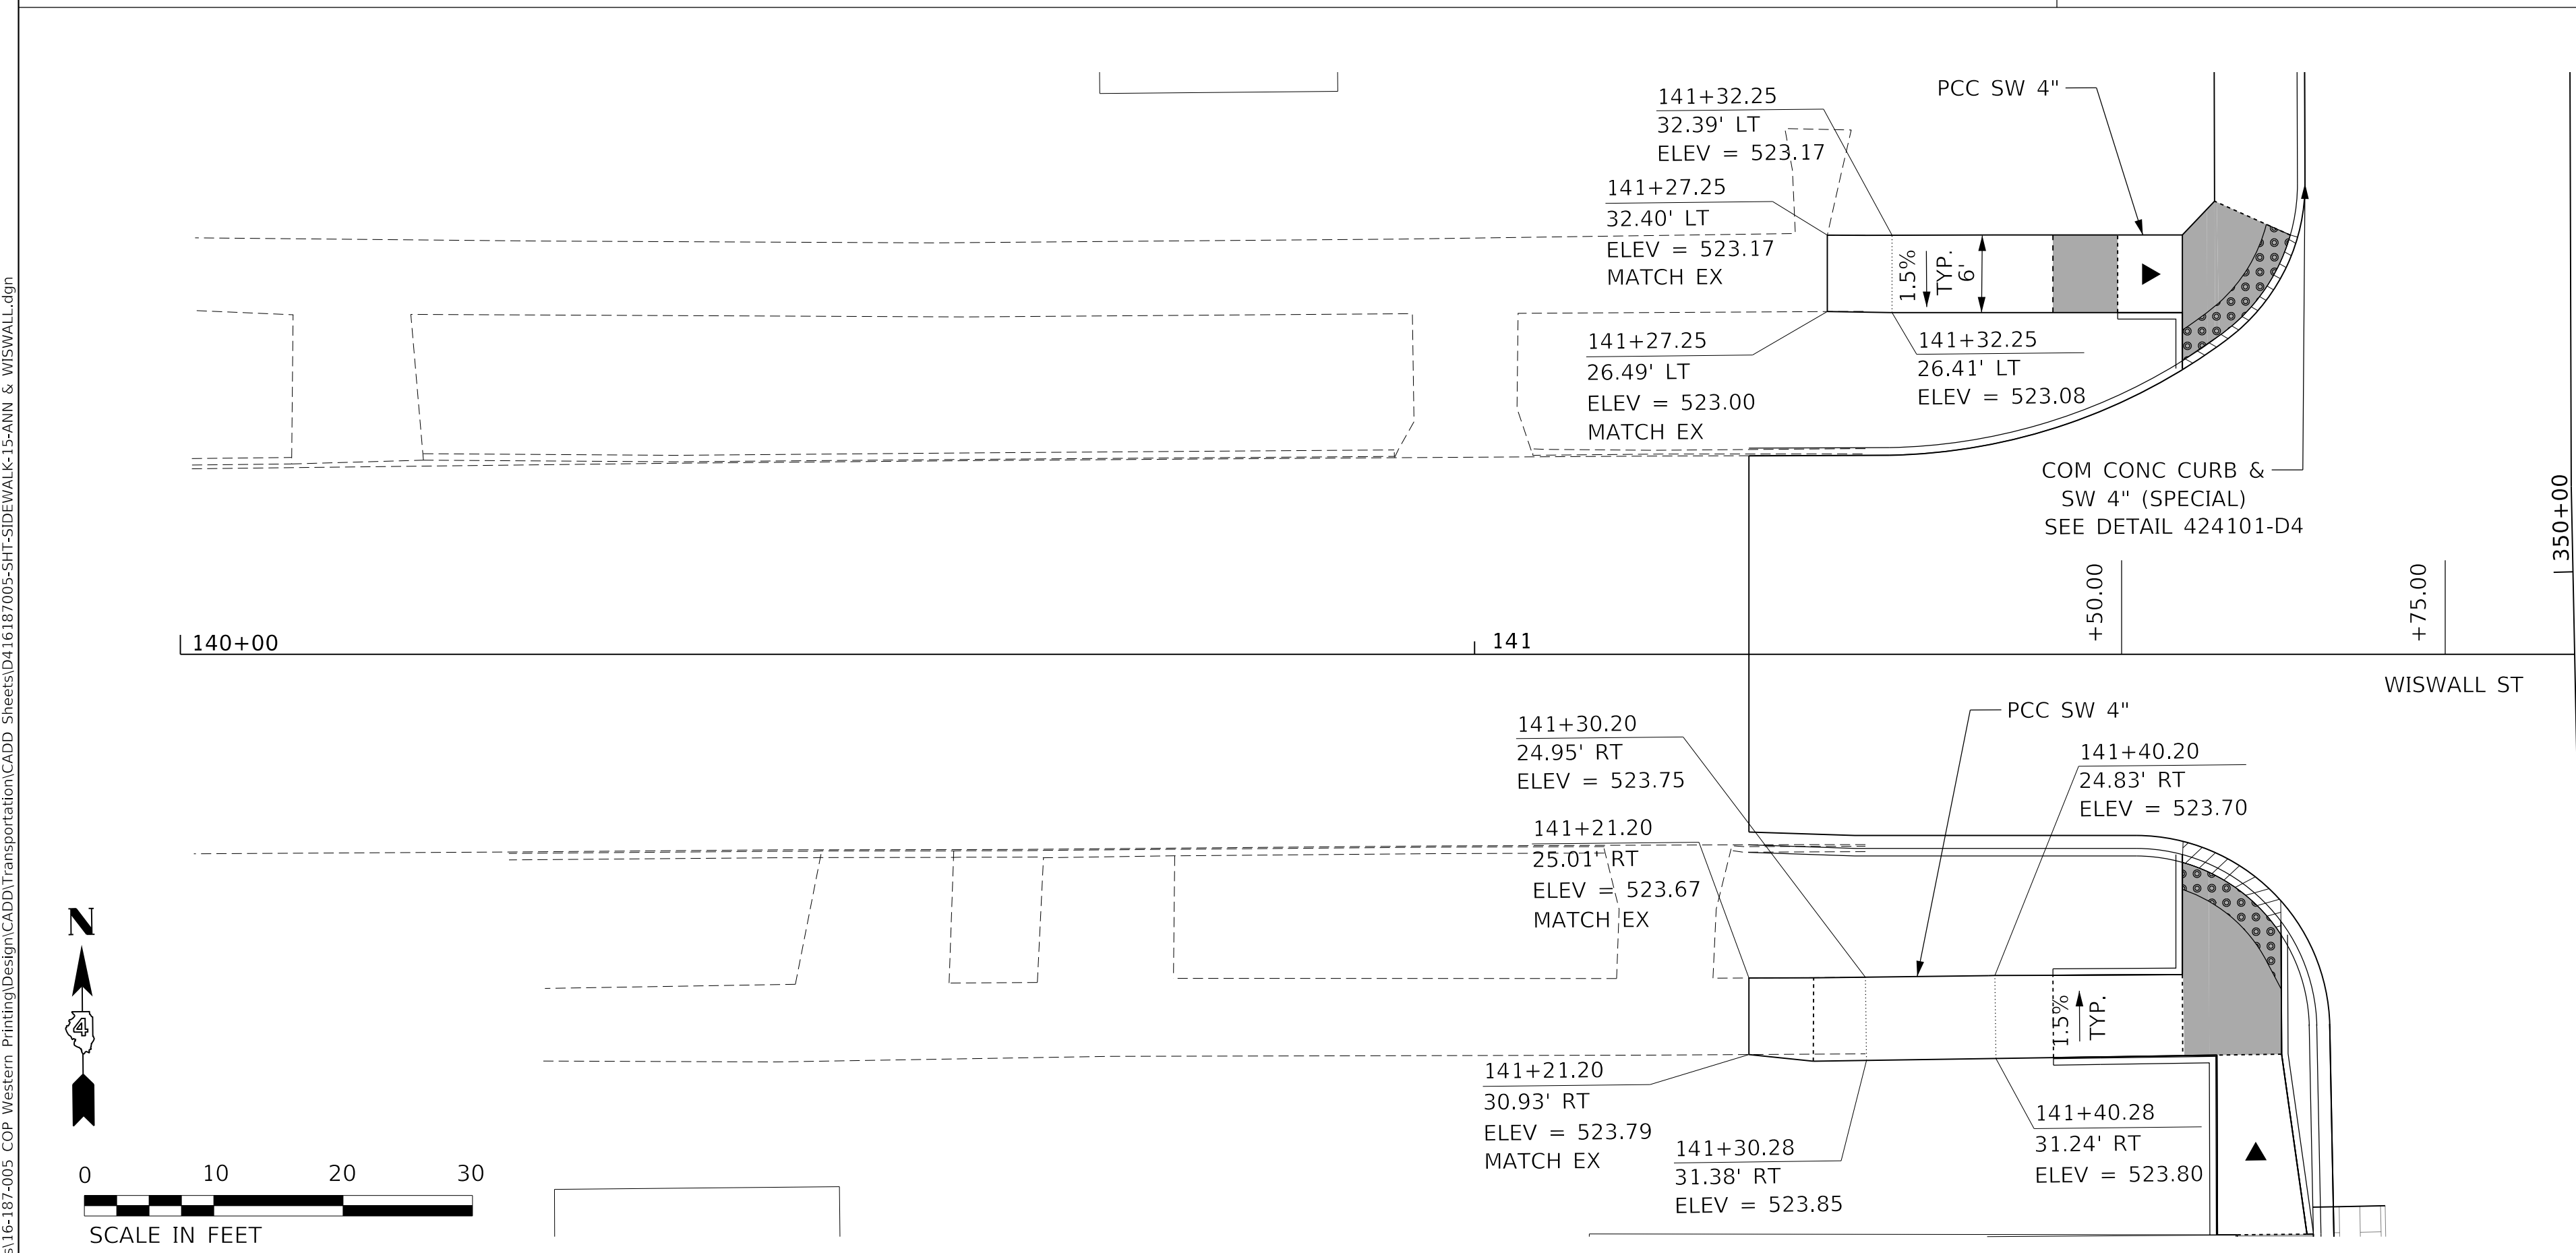 141+32.25
32.39' LT
ELEV = 523.17
PCC SW 4"
141+27.25
32.40' LT
ELEV = 523.17
MATCH EX
1.5%
TYP.
6'
141+27.25
26.49' LT
ELEV = 523.00
MATCH EX
141+32.25
26.41' LT
ELEV = 523.08
COM CONC CURB &
SW 4" (SPECIAL)
SEE DETAIL 424101-D4
350+00
+50.00
+75.00
140+00
141
WISWALL ST
141+30.20
24.95' RT
ELEV = 523.75
PCC SW 4"
141+40.20
24.83' RT
ELEV = 523.70
141+21.20
25.01' RT
ELEV = 523.67
MATCH EX
1.5%
TYP.
141+21.20
30.93' RT
ELEV = 523.79
MATCH EX
141+30.28
31.38' RT
ELEV = 523.85
141+40.28
31.24' RT
ELEV = 523.80
N
4
0 10 20 30
SCALE IN FEET
s\16-187-005 COP Western Printing\Design\CADD\Transportation\CADD Sheets\D416187005-SHT-SIDEWALK-15-ANN & WISWALL.dgn